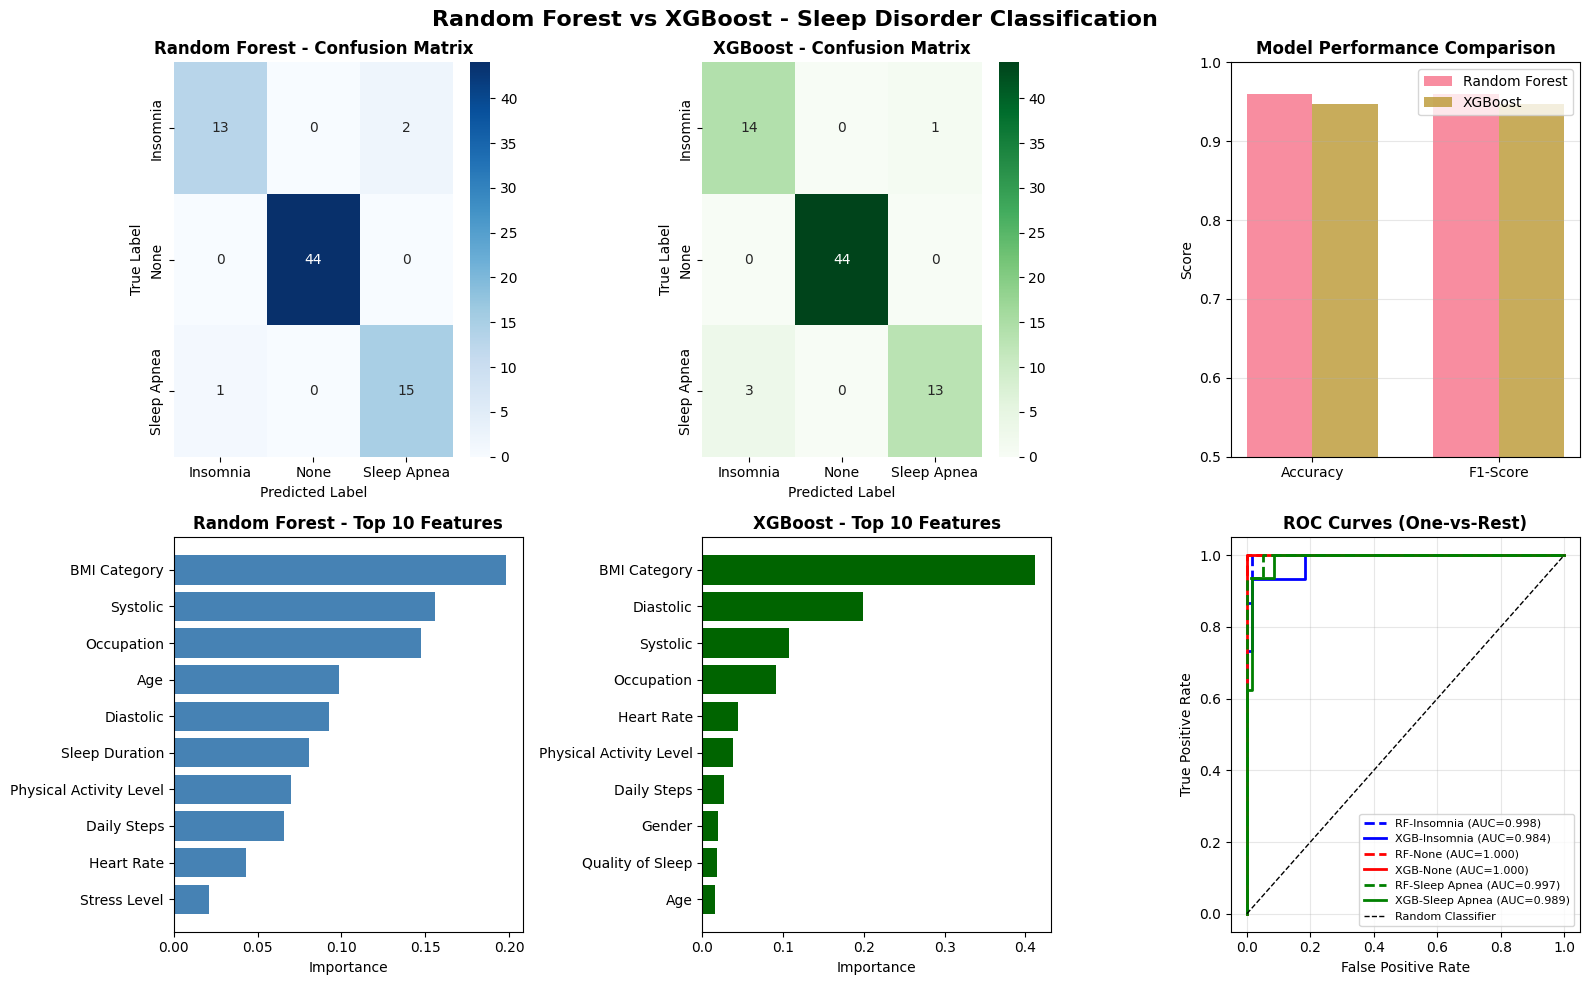 Random Forest vs XGBoost - Sleep Disorder Classification
Random Forest - Confusion Matrix
True Label
Insomnia
None
Sleep Apnea
13 0 2
0 44 0
1 0 15
Insomnia None Sleep Apnea
Predicted Label
40
35
30
25
20
15
10
5
0
XGBoost - Confusion Matrix
True Label
Insomnia
None
Sleep Apnea
14 0 1
0 44 0
3 0 13
Insomnia None Sleep Apnea
Predicted Label
40
35
30
25
20
15
10
5
0
Model Performance Comparison
Random Forest
XGBoost
Score
1.0
0.9
0.8
0.7
0.6
0.5
Accuracy F1-Score
Random Forest - Top 10 Features
BMI Category
Systolic
Occupation
Age
Diastolic
Sleep Duration
Physical Activity Level
Daily Steps
Heart Rate
Stress Level
0.00 0.05 0.10 0.15 0.20
Importance
XGBoost - Top 10 Features
BMI Category
Diastolic
Systolic
Occupation
Heart Rate
Physical Activity Level
Daily Steps
Gender
Quality of Sleep
Age
0.0 0.1 0.2 0.3 0.4
Importance
ROC Curves (One-vs-Rest)
True Positive Rate
1.0
0.8
0.6
0.4
0.2
0.0
RF-Insomnia (AUC=0.998)
XGB-Insomnia (AUC=0.984)
RF-None (AUC=1.000)
XGB-None (AUC=1.000)
RF-Sleep Apnea (AUC=0.997)
XGB-Sleep Apnea (AUC=0.989)
Random Classifier
0.0 0.2 0.4 0.6 0.8 1.0
False Positive Rate